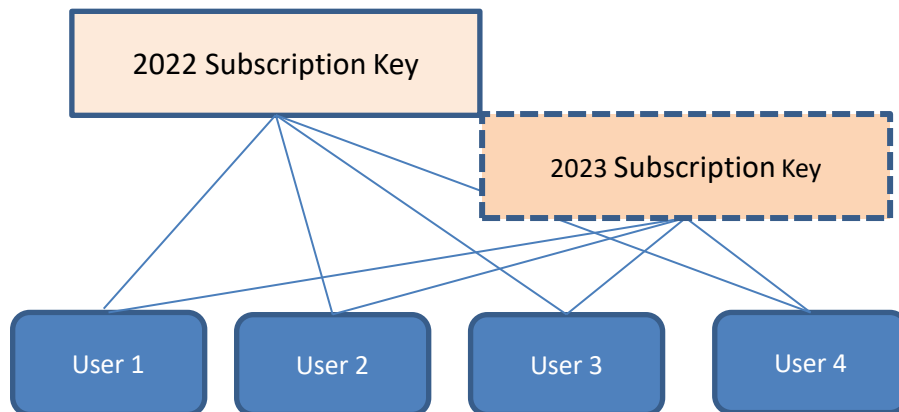 2022 Subscription Key
2023 Subscription Key
User 1
User 2
User 3
User 4